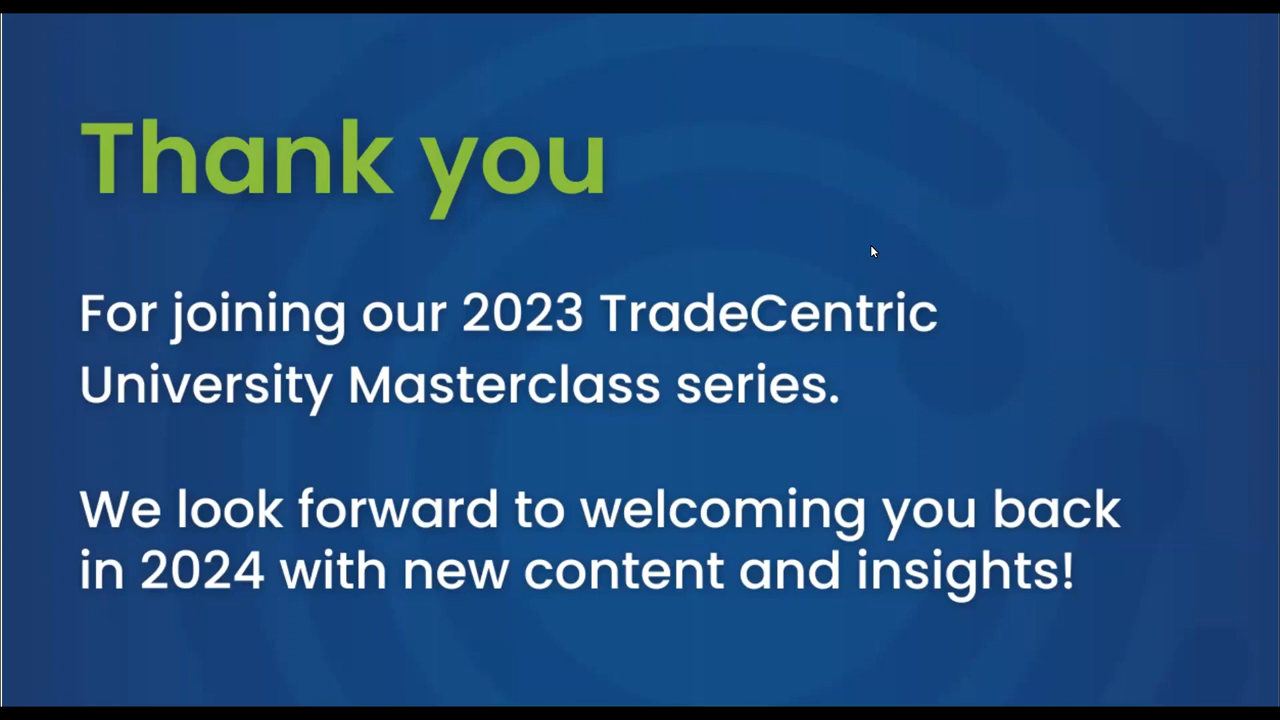 Thank you
For joining our 2023 TradeCentric
University Masterclass series.
We look forward to welcoming you back
in 2024 with new content and insights!